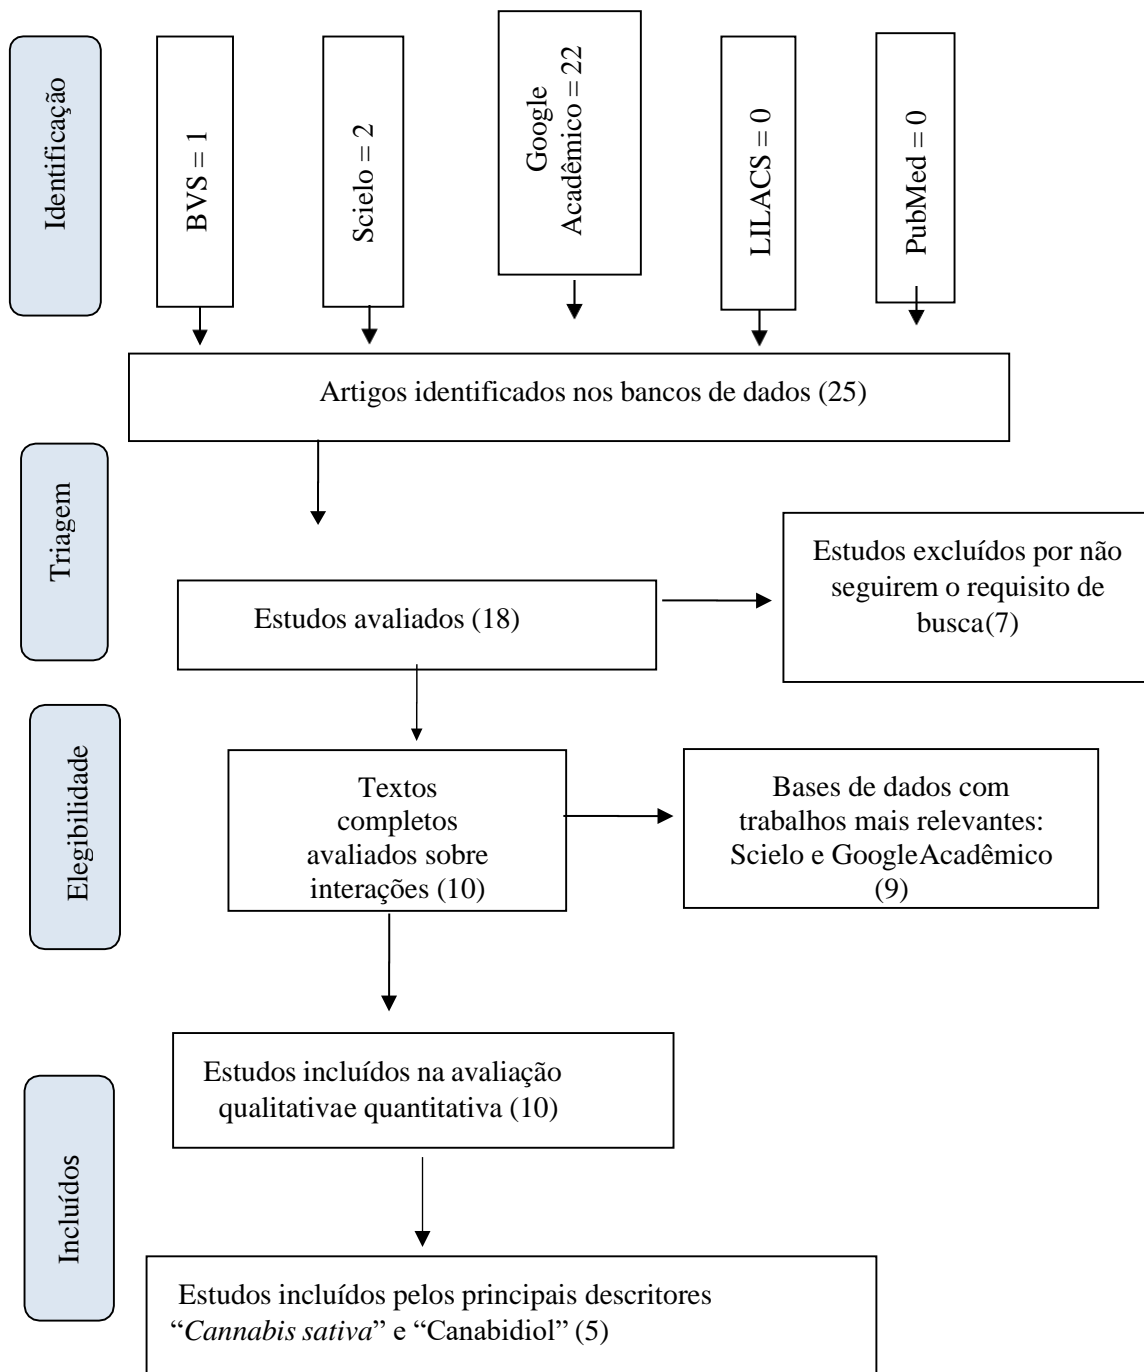 Identificação
BVS = 1
Scielo = 2
Google
Acadêmico = 22
LILACS = 0
PubMed = 0
Artigos identificados nos bancos de dados (25)
Triagem
Estudos avaliados (18)
Estudos excluídos por não
seguirem o requisito de
busca(7)
Elegibilidade
Textos
completos
avaliados sobre
interações (10)
Bases de dados com
trabalhos mais relevantes:
Scielo e GoogleAcadêmico
(9)
Incluídos
Estudos incluídos na avaliação
qualitativae quantitativa (10)
Estudos incluídos pelos principais descritores
“Cannabis sativa” e “Canabidiol” (5)